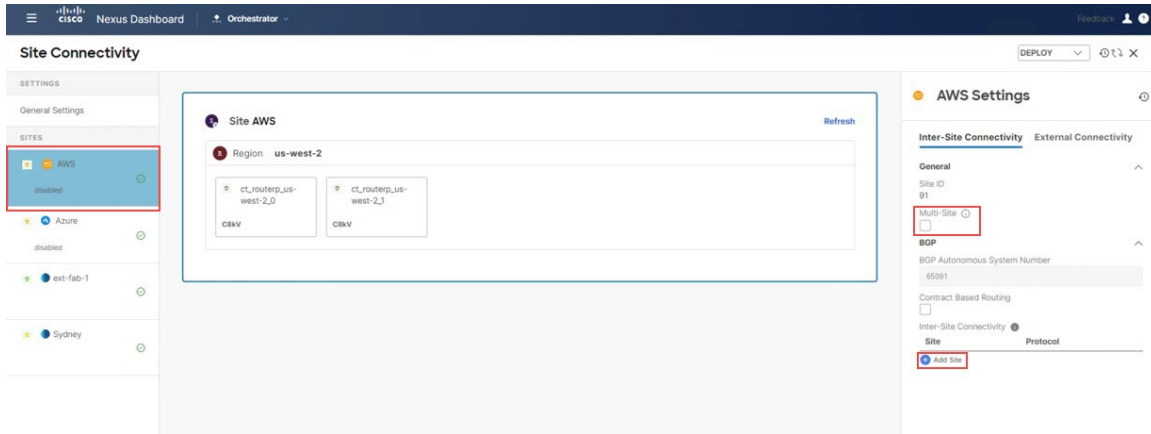 CISCO Nexus Dashboard Orchestrator Feedback
Site Connectivity
DEPLOY
SETTINGS
General Settings
SITES
AWS
disabled
Azure
disabled
ext-fab-1
Sydney
Site AWS
Refresh
R Region us-west-2
ct_routerp_us-
west-2_0
C8kV
ct_routerp_us-
west-2_1
C8kV
AWS Settings
Inter-Site Connectivity External Connectivity
General
Site ID
91
Multi-Site
BGP
BGP Autonomous System Number
65091
Contract Based Routing
Inter-Site Connectivity
Site Protocol
Add Site